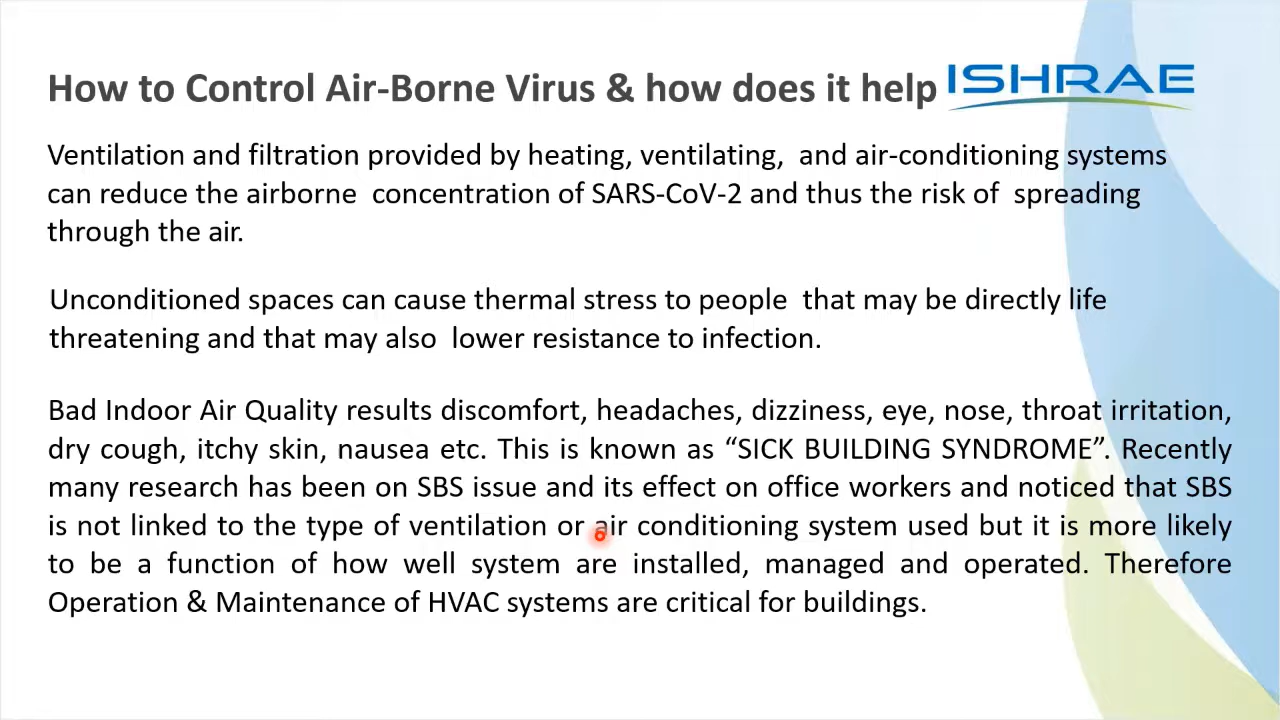 How to Control Air-Borne Virus & how does it help
ISHRAE
Ventilation and filtration provided by heating, ventilating, and air-conditioning systems
can reduce the airborne concentration of SARS-CoV-2 and thus the risk of spreading
through the air.
Unconditioned spaces can cause thermal stress to people that may be directly life
threatening and that may also lower resistance to infection.
Bad Indoor Air Quality results discomfort, headaches, dizziness, eye, nose, throat irritation,
dry cough, itchy skin, nausea etc. This is known as “SICK BUILDING SYNDROME”. Recently
many research has been on SBS issue and its effect on office workers and noticed that SBS
is not linked to the type of ventilation or air conditioning system used but it is more likely
to be a function of how well system are installed, managed and operated. Therefore
Operation & Maintenance of HVAC systems are critical for buildings.